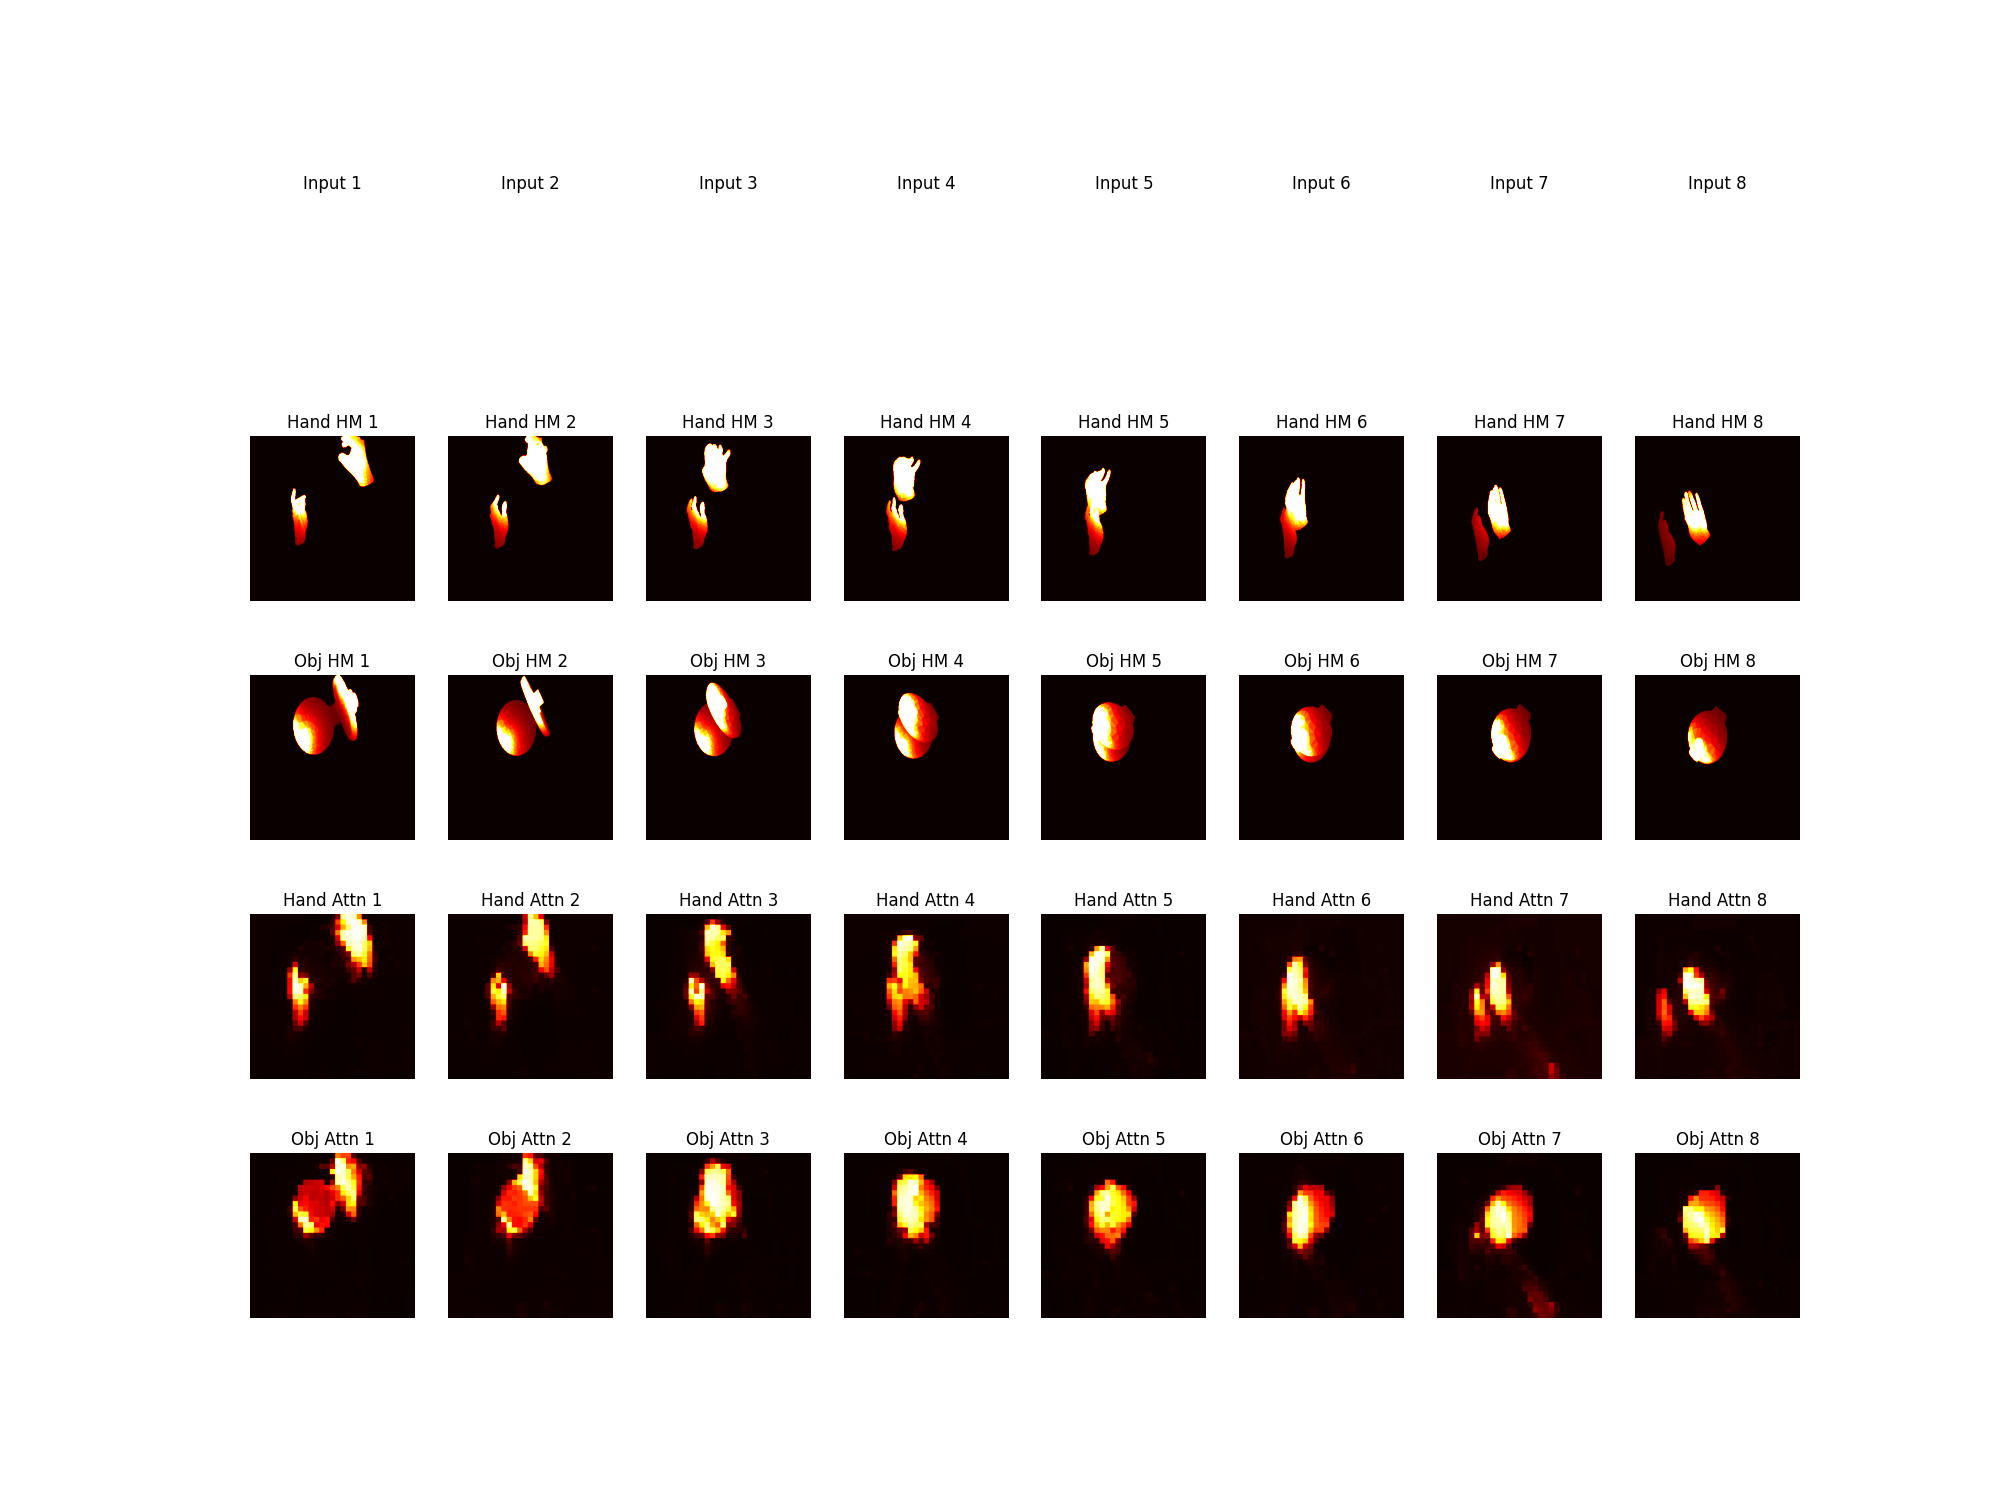 Input 1 Input 2 Input 3 Input 4 Input 5 Input 6 Input 7 Input 8
Hand HM 1 Hand HM 2 Hand HM 3 Hand HM 4 Hand HM 5 Hand HM 6 Hand HM 7 Hand HM 8
Obj HM 1 Obj HM 2 Obj HM 3 Obj HM 4 Obj HM 5 Obj HM 6 Obj HM 7 Obj HM 8
Hand Attn 1 Hand Attn 2 Hand Attn 3 Hand Attn 4 Hand Attn 5 Hand Attn 6 Hand Attn 7 Hand Attn 8
Obj Attn 1 Obj Attn 2 Obj Attn 3 Obj Attn 4 Obj Attn 5 Obj Attn 6 Obj Attn 7 Obj Attn 8